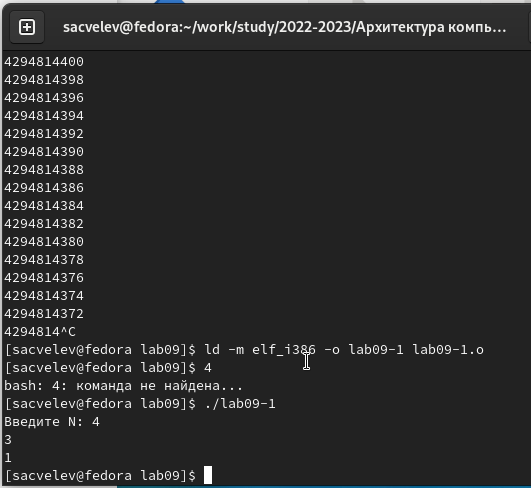 sacvelev@fedora:~/work/study/2022-2023/Архитектура компь...
4294814400
4294814398
4294814396
4294814394
4294814392
4294814390
4294814388
4294814386
4294814384
4294814382
4294814380
4294814378
4294814376
4294814374
4294814372
4294814^C
[sacvelev@fedora lab09]$ ld -m elf_i386 -o lab09-1 lab09-1.o
[sacvelev@fedora lab09]$ 4
bash: 4: команда не найдена...
[sacvelev@fedora lab09]$ ./lab09-1
Введите N: 4
3
1
[sacvelev@fedora lab09]$